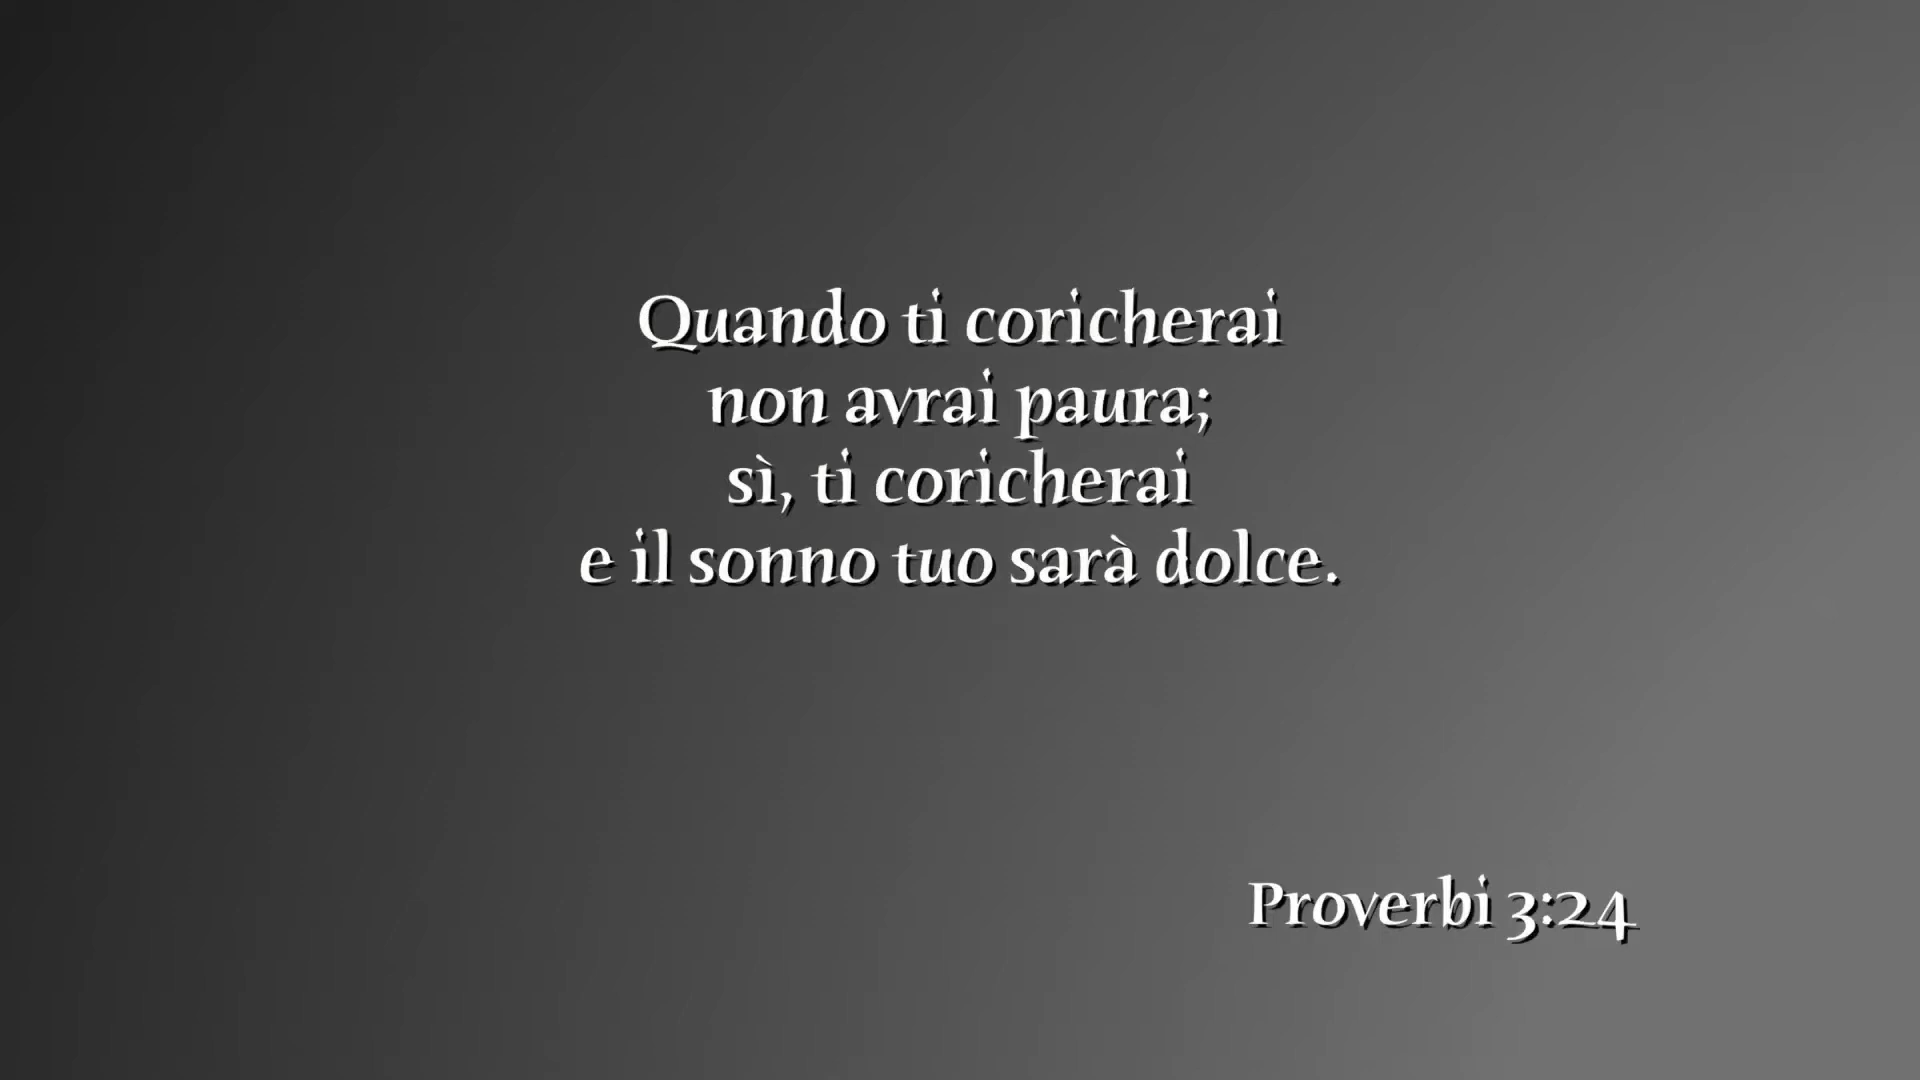 Quando ti coricherai
non avrai paura;
sì, ti coricherai
e il sonno tuo sarà dolce.
Proverbi 3:24